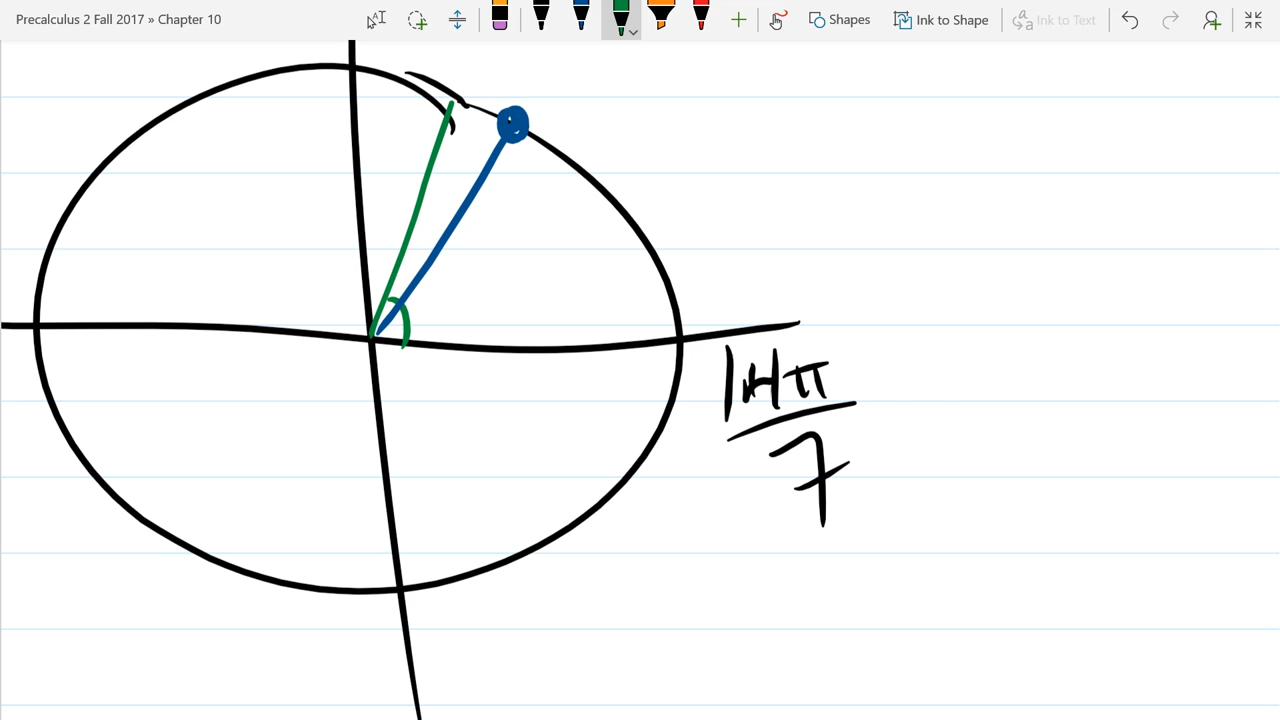 Precalculus 2 Fall 2017 » Chapter 10
Shapes
Ink to Shape
Ink to Text
14π
7